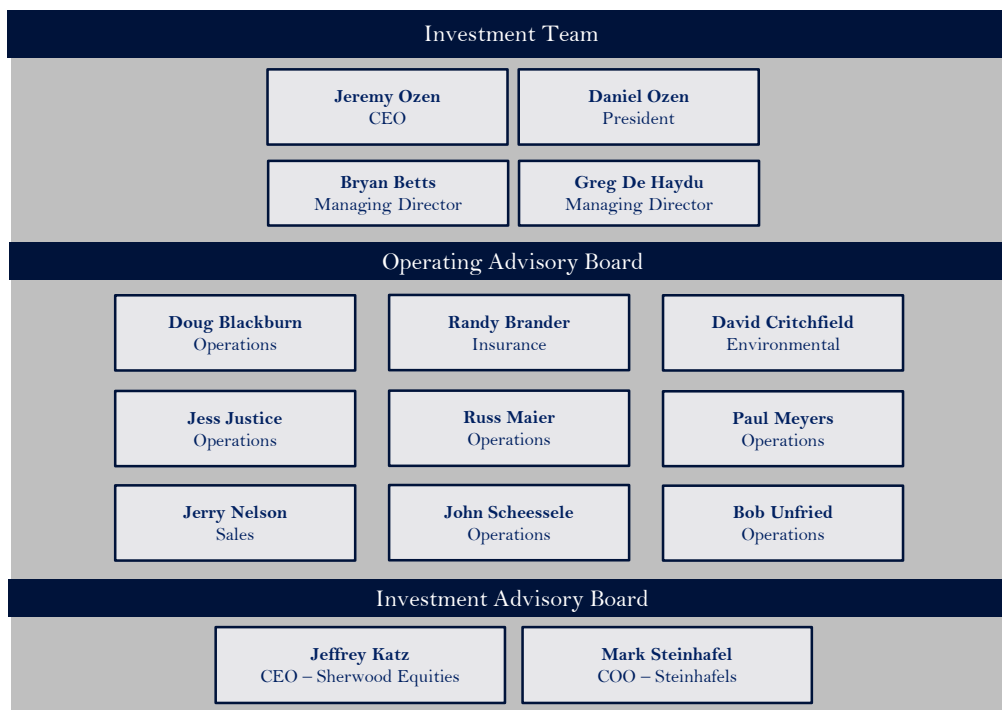 Investment Team
Jeremy Ozen
CEO
Daniel Ozen
President
Bryan Betts
Managing Director
Greg De Haydu
Managing Director
Operating Advisory Board
Doug Blackburn
Operations
Randy Brander
Insurance
David Critchfield
Environmental
Jess Justice
Operations
Russ Maier
Operations
Paul Meyers
Operations
Jerry Nelson
Sales
John Scheessele
Operations
Bob Unfried
Operations
Investment Advisory Board
Jeffrey Katz
CEO – Sherwood Equities
Mark Steinhafel
COO – Steinhafels